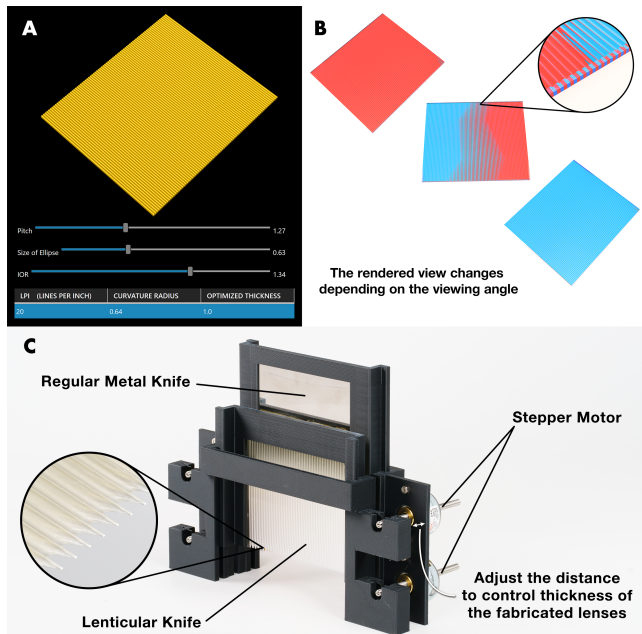 A
Pitch 1.27
Size of Ellipse 0.63
IOR 1.34
LPI (LINES PER INCH) CURVATURE RADIUS OPTIMIZED THICKNESS
20 0.64 1.0
B
The rendered view changes
depending on the viewing angle
C
Regular Metal Knife
Stepper Motor
Lenticular Knife
Adjust the distance
to control thickness of
the fabricated lenses